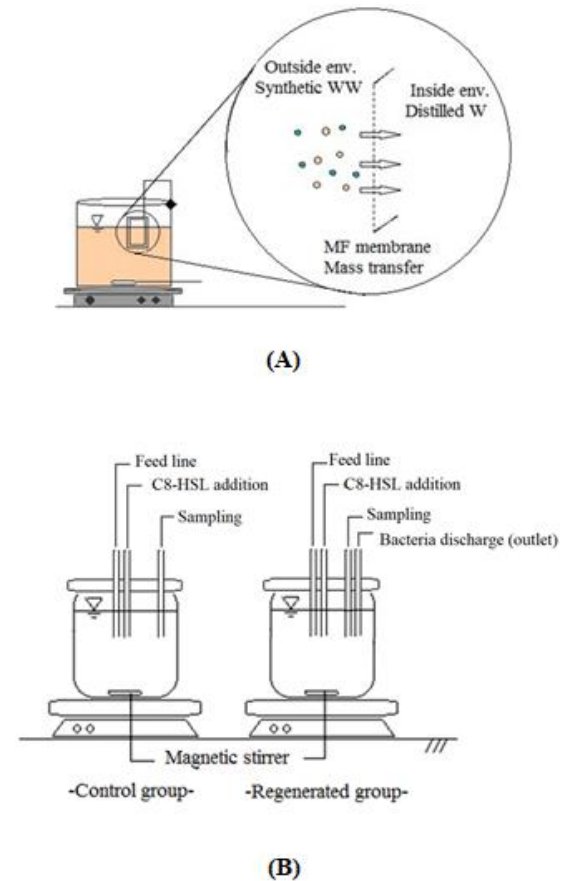 Outside env.
Synthetic WW
Inside env.
Distilled W
MF membrane
Mass transfer
(A)
Feed line
C8-HSL addition
Sampling
Feed line
C8-HSL addition
Sampling
Bacteria discharge (outlet)
Magnetic stirrer
-Control group-
-Regenerated group-
(B)